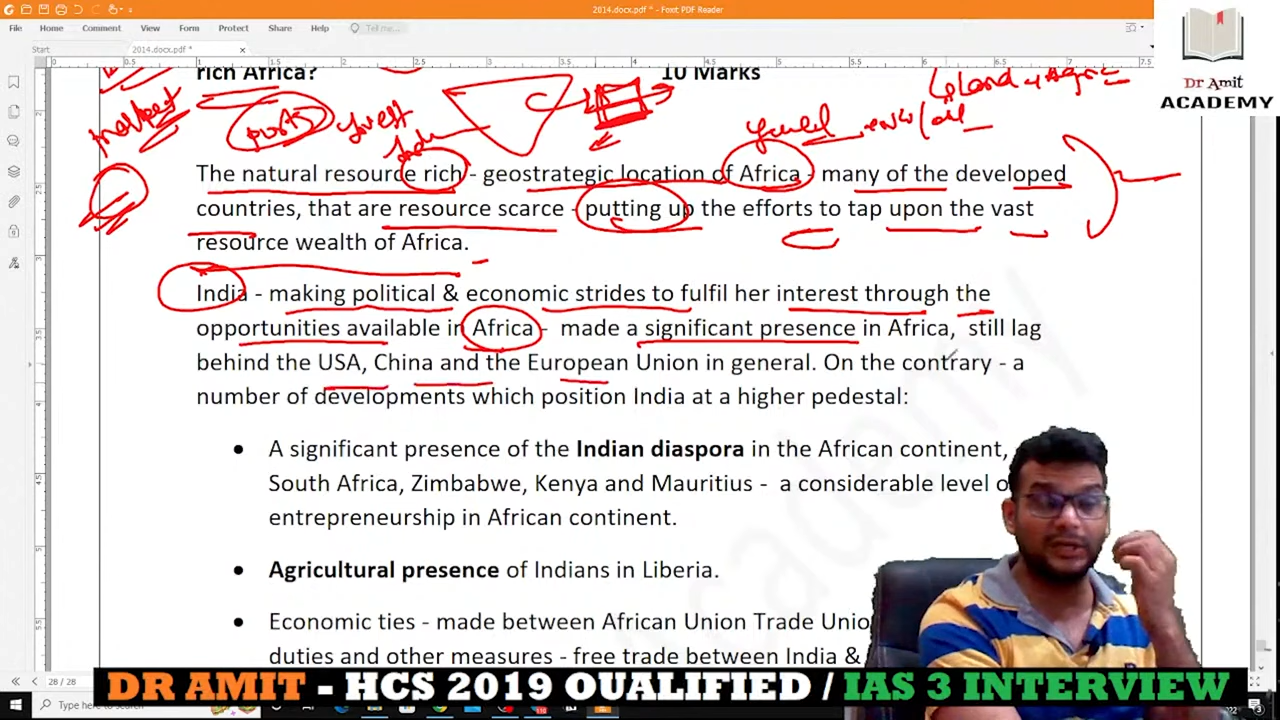 2014.docx.pdf * - Foxit PDF Reader
File Home Comment View Form Protect Share Help Tell me...
Start 2014.docx.pdf *
rich Africa? 10 Marks
The natural resource rich - geostrategic location of Africa - many of the developed
countries, that are resource scarce - putting up the efforts to tap upon the vast
resource wealth of Africa.
India - making political & economic strides to fulfil her interest through the
opportunities available in Africa - made a significant presence in Africa, still lag
behind the USA, China and the European Union in general. On the contrary - a
number of developments which position India at a higher pedestal:
• A significant presence of the Indian diaspora in the African continent,
South Africa, Zimbabwe, Kenya and Mauritius - a considerable level
entrepreneurship in African continent.
• Agricultural presence of Indians in Liberia.
• Economic ties - made between African Union Trade
duties and other measures - free trade between India &
Dr Amit
ACADEMY
DR AMIT - HCS 2019 QUALIFIED / IAS 3 INTERVIEW
28 / 28
Type here to search